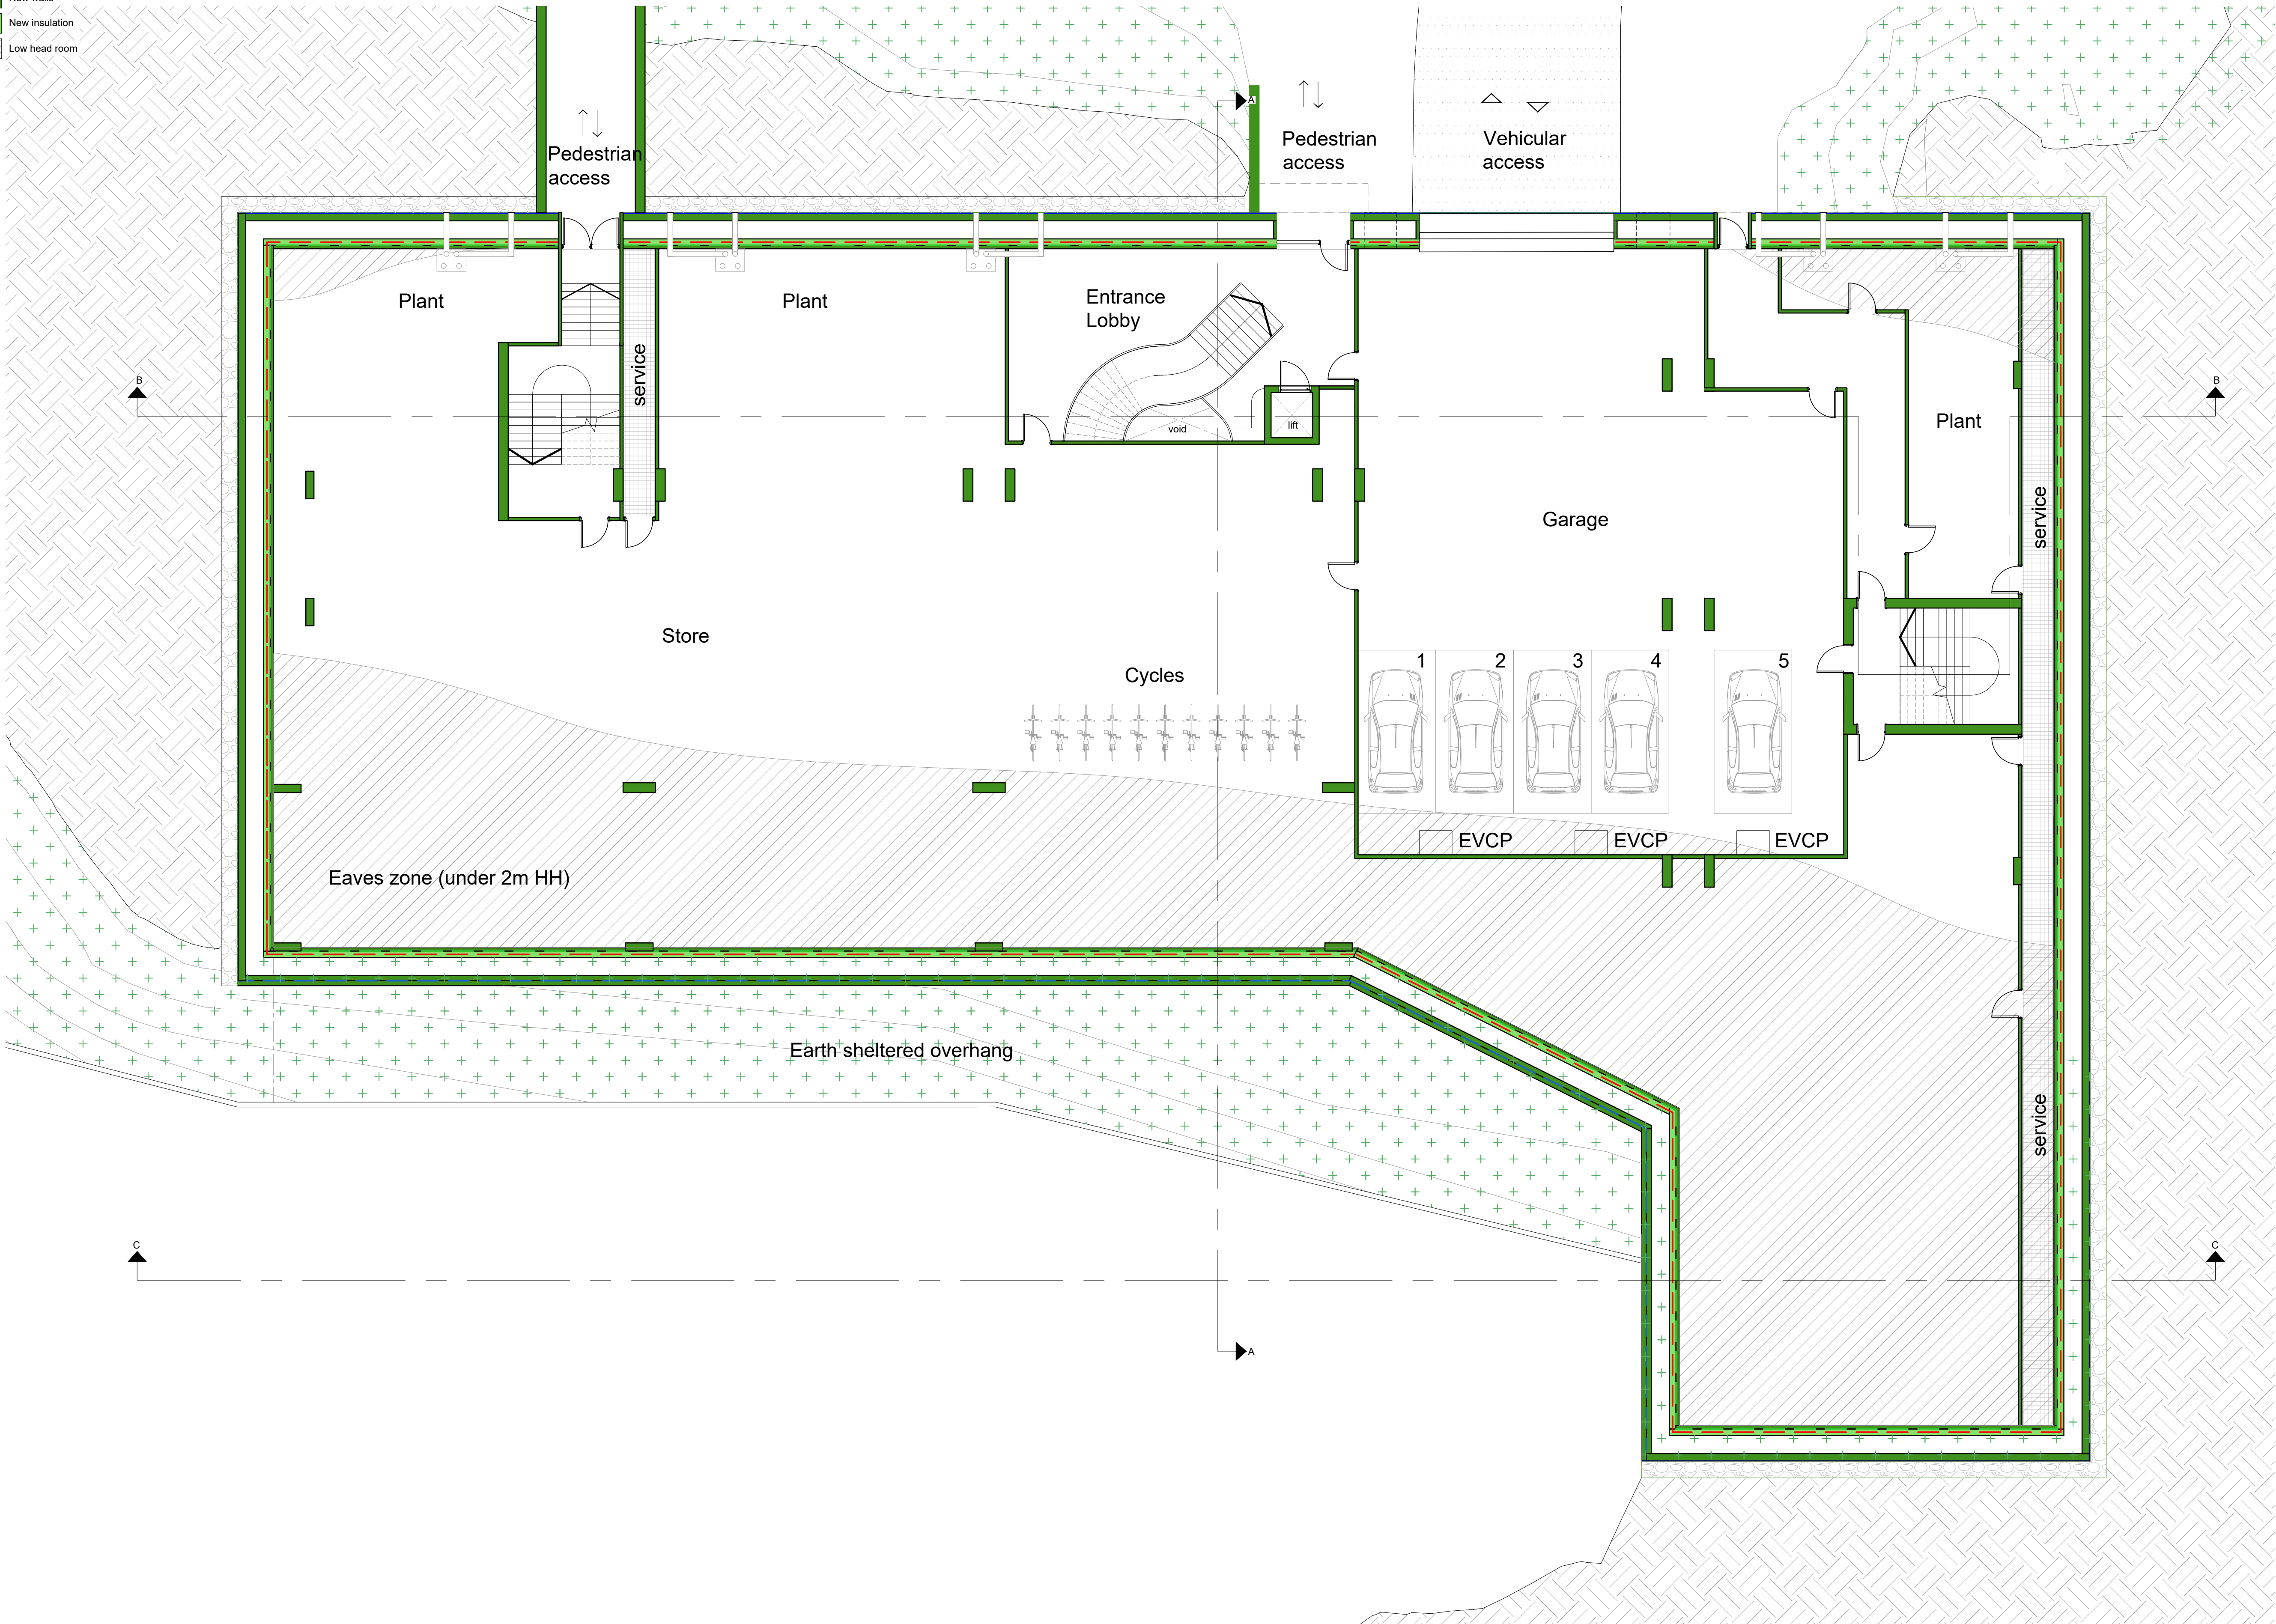 New walls
New insulation
Low head room
A
Pedestrian
access
Pedestrian
access
Vehicular
access
Plant
Plant
Entrance
Lobby
service
B
B
void
lift
Plant
Garage
service
Store
Cycles
1
2
3
4
5
EVCP
EVCP
EVCP
Eaves zone (under 2m HH)
Earth sheltered overhang
service
C
C
A